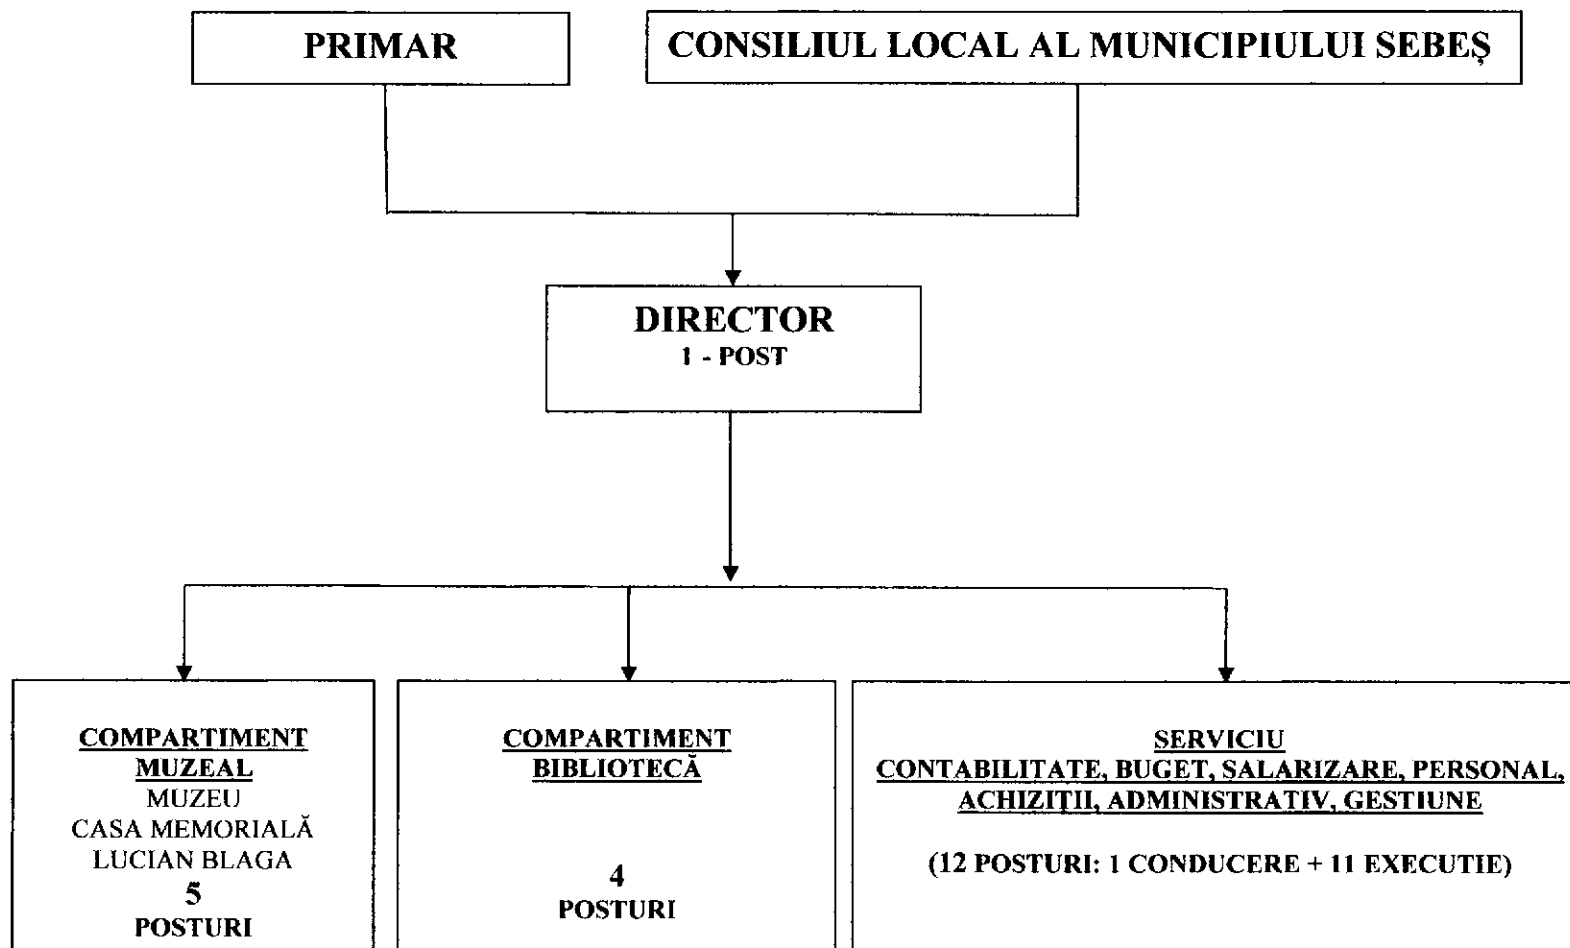 PRIMAR
CONSILIUL LOCAL AL MUNICIPIULUI SEBEȘ
DIRECTOR
1 - POST
COMPARTIMENT
MUZEAL
MUZEU
CASA MEMORIALĂ
LUCIAN BLAGA
5
POSTURI
COMPARTIMENT
BIBLIOTECĂ
4
POSTURI
SERVICIU
CONTABILITATE, BUGET, SALARIZARE, PERSONAL,
ACHIZIȚII, ADMINISTRATIV, GESTIUNE
(12 POSTURI: 1 CONDUCERE + 11 EXECUTIE)